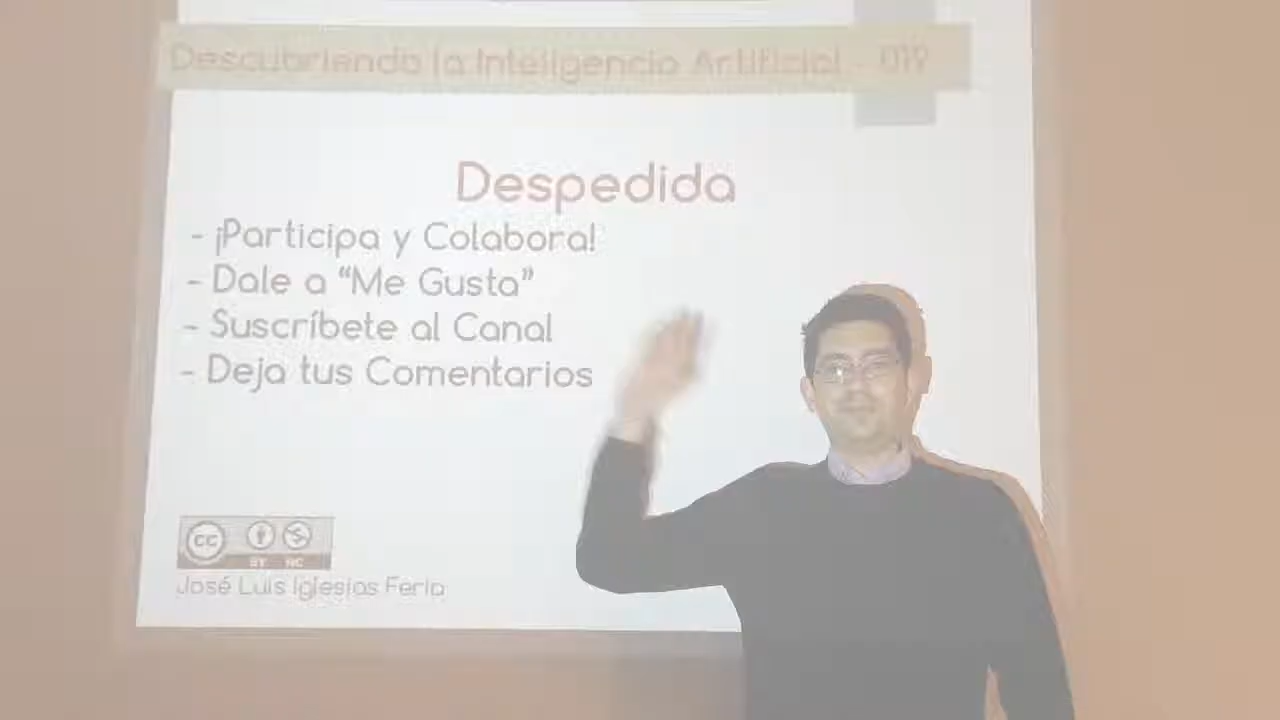 Descubriendo la Inteligencia Artificial - 019
Despedida
- ¡Participa y Colabora!
- Dale a “Me Gusta”
- Suscríbete al Canal
- Deja tus Comentarios
cc
BY NC
José Luis Iglesias Feria